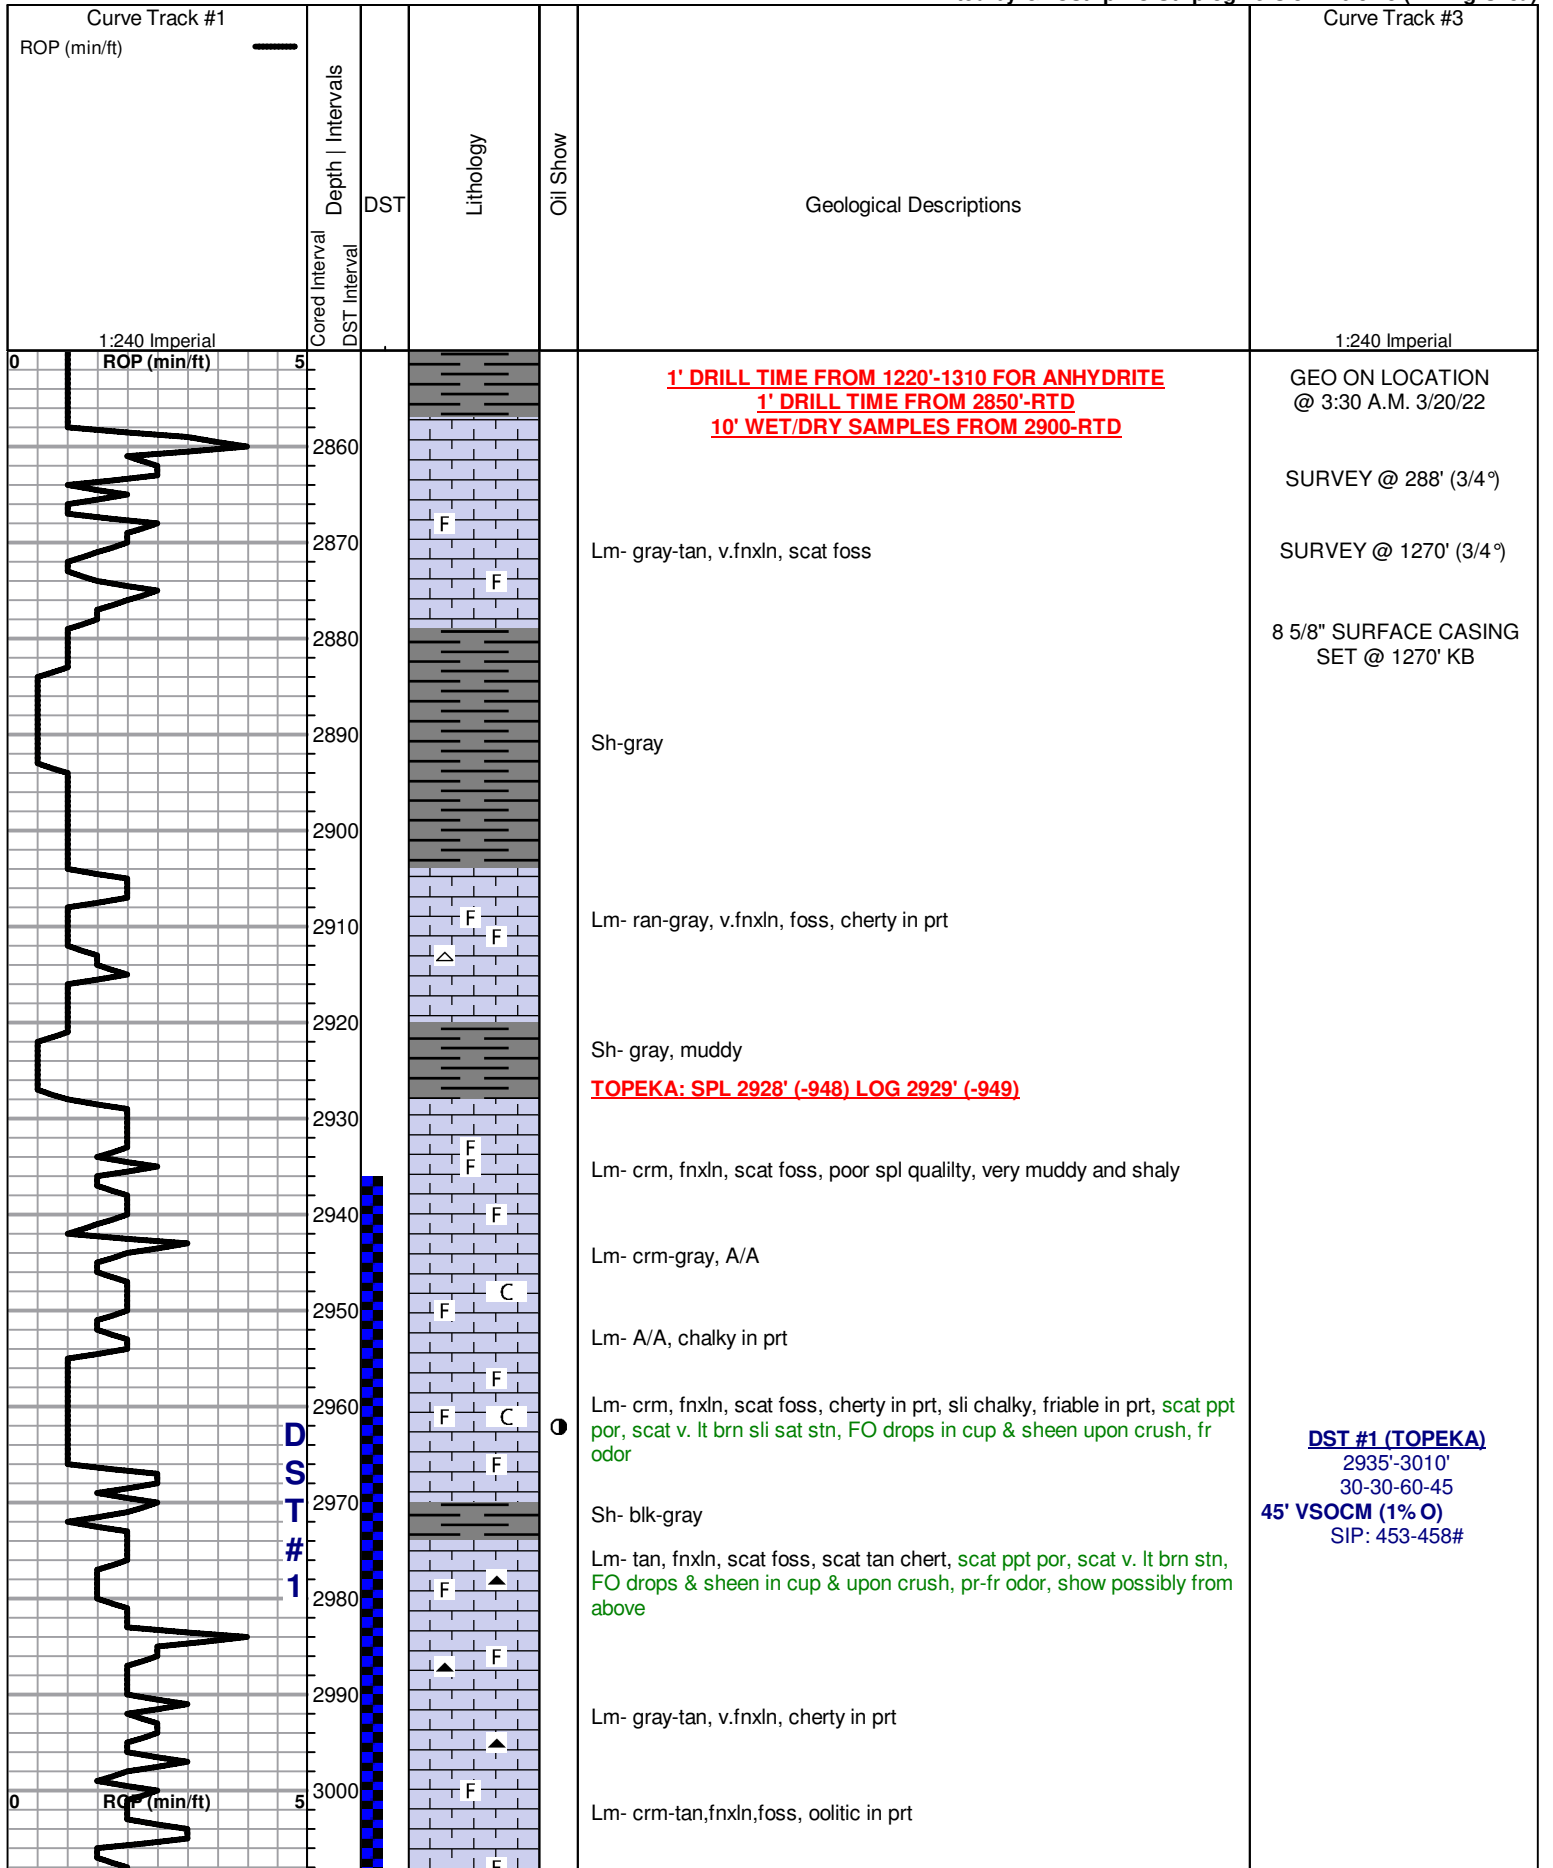 Curve Track #1
ROP (min/ft)
1:240 Imperial
Depth | Intervals
Cored Interval
DST Interval
DST
Lithology
Oil Show
Geological Descriptions
Curve Track #3
1:240 Imperial
0 ROP (min/ft) 5
1' DRILL TIME FROM 1220'-1310 FOR ANHYDRITE
1' DRILL TIME FROM 2850'-RTD
10' WET/DRY SAMPLES FROM 2900-RTD
GEO ON LOCATION
@ 3:30 A.M. 3/20/22
2860
SURVEY @ 288' (3/4°)
F
2870
Lm- gray-tan, v.fnxln, scat foss
SURVEY @ 1270' (3/4°)
F
2880
8 5/8" SURFACE CASING
SET @ 1270' KB
2890
Sh-gray
2900
2910
F
F
Lm- ran-gray, v.fnxln, foss, cherty in prt
2920
Sh- gray, muddy
TOPEKA: SPL 2928' (-948) LOG 2929' (-949)
2930
F
F
Lm- crm, fnxln, scat foss, poor spl qualilty, very muddy and shaly
2940
F
Lm- crm-gray, A/A
C
2950
F
Lm- A/A, chalky in prt
F
2960
F C
Lm- crm, fnxln, scat foss, cherty in prt, sli chalky, friable in prt, scat ppt
por, scat v. lt brn sli sat stn, FO drops in cup & sheen upon crush, fr
odor
F
DST #1 (TOPEKA)
2935'-3010'
30-30-60-45
45' VSOCM (1% O)
SIP: 453-458#
D
S
T
#
1
2970
Sh- blk-gray
Lm- tan, fnxln, scat foss, scat tan chert, scat ppt por, scat v. lt brn stn,
FO drops & sheen in cup & upon crush, pr-fr odor, show possibly from
above
F
2980
F
2990
Lm- gray-tan, v.fnxln, cherty in prt
3000
F
0 ROP (min/ft) 5
Lm- crm-tan,fnxln,foss, oolitic in prt
F